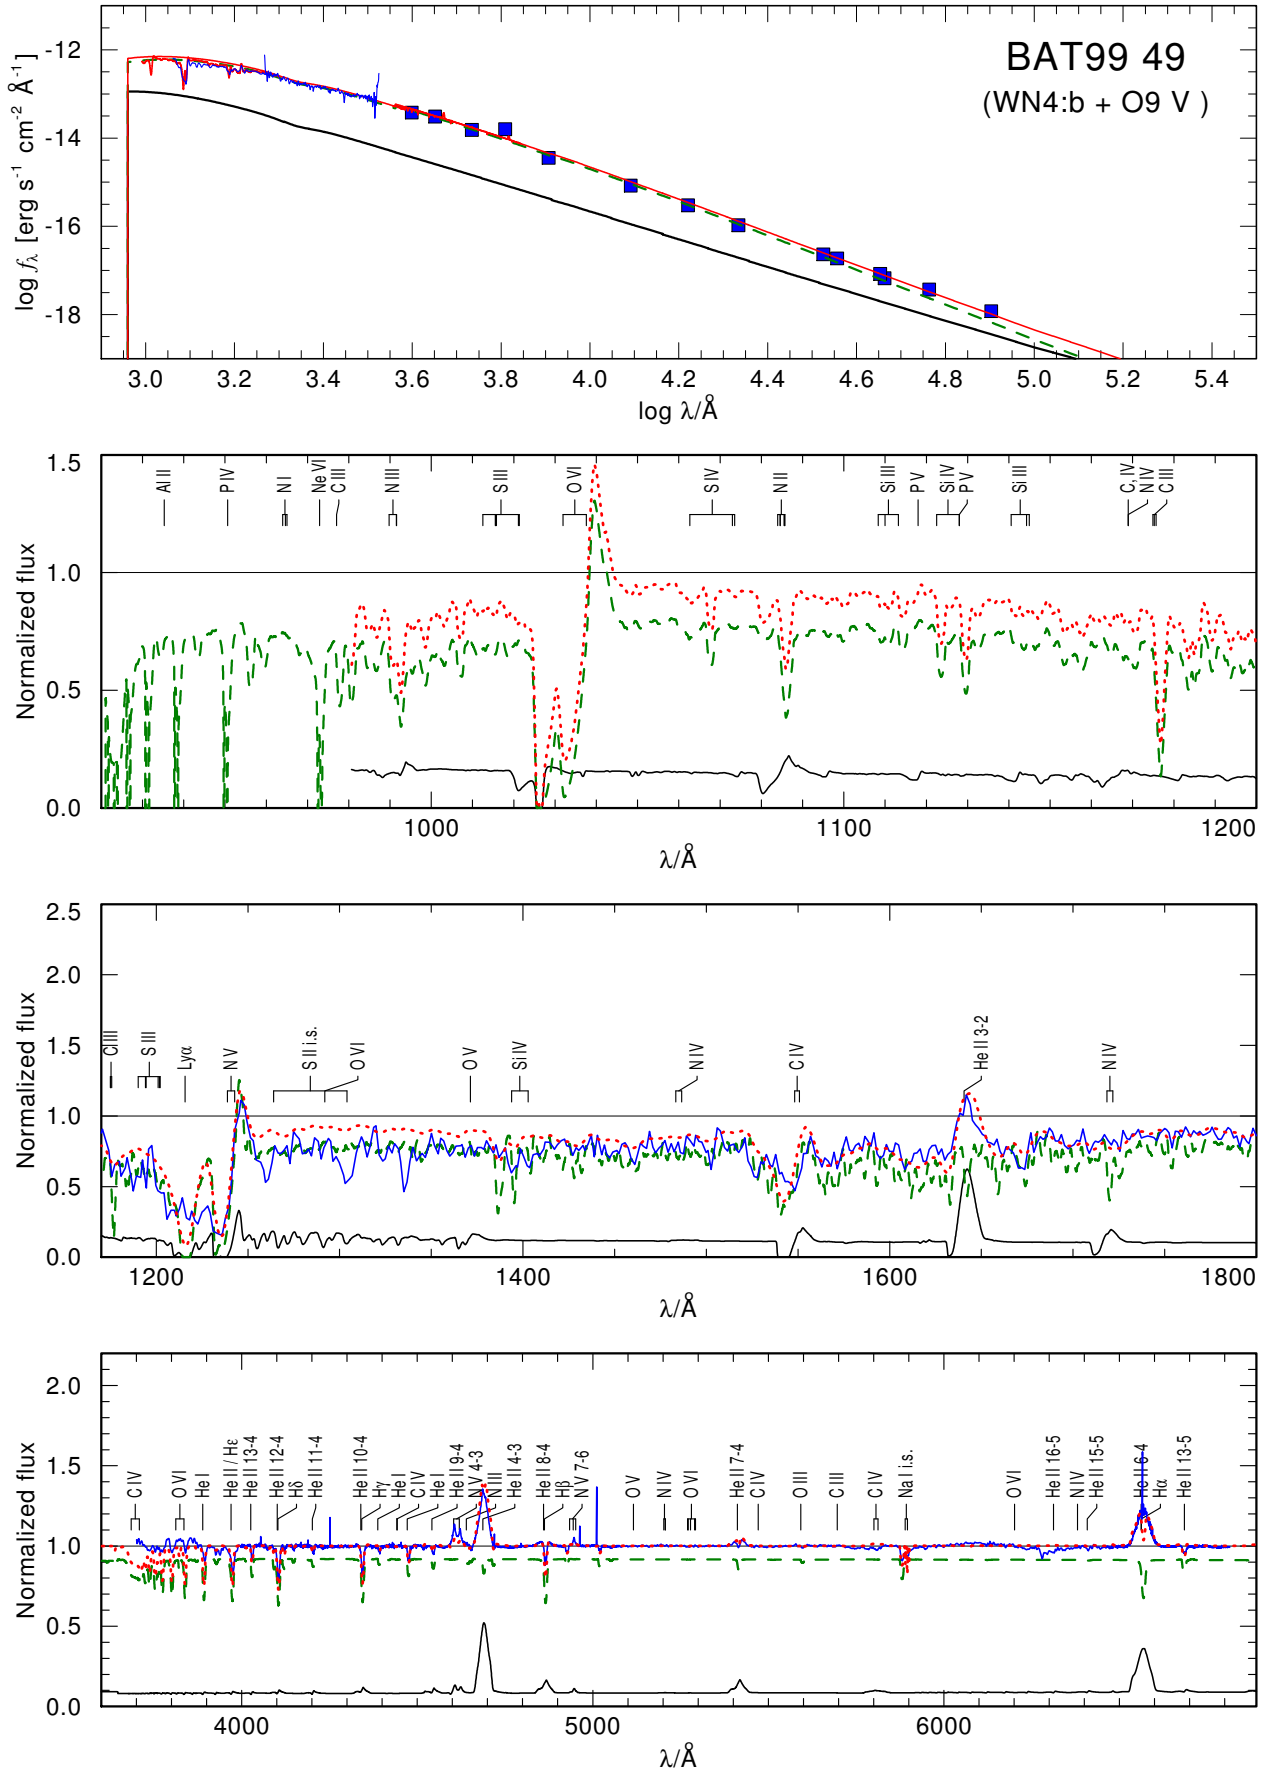 BAT99 49
(WN4:b + O9 V )
log fλ [erg s-1 cm-2 Å-1]
-12
-14
-16
-18
3.0 3.2 3.4 3.6 3.8 4.0 4.2 4.4 4.6 4.8 5.0 5.2 5.4
log λ/Å
Normalized flux
1.5
1.0
0.5
0.0
Al II
P IV
N I
Ne VI
C III
N III
S III
O VI
S IV
N II
Si III
P V
Si IV
P V
Si III
C, IV
N IV
C III
1000 1100 1200
λ/Å
Normalized flux
2.5
2.0
1.5
1.0
0.5
0.0
C III
S III
Lyα
N V
S II i.s.
O VI
O V
Si IV
N IV
C IV
He II 3-2
N IV
1200 1400 1600 1800
λ/Å
Normalized flux
2.0
1.5
1.0
0.5
0.0
C IV
O VI
He I
He II / Hε
He II 13-4
He II 12-4
Hδ
He II 11-4
He II 10-4
Hγ
He I
C IV
He I
He II 9-4
N V 4-3
N III
He II 4-3
He II 8-4
Hβ
N V 7-6
O V
N IV
O VI
He II 7-4
C IV
O III
C III
C IV
Na I i.s.
O VI
He II 16-5
N IV
He II 15-5
He II 6-4
Hα
He II 13-5
4000 5000 6000
λ/Å